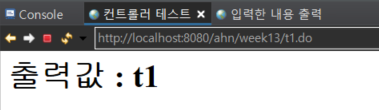 Console 컨트롤러 테스트 입력한 내용 출력
http://localhost:8080/ahn/week13/t1.do
출력값 : t1